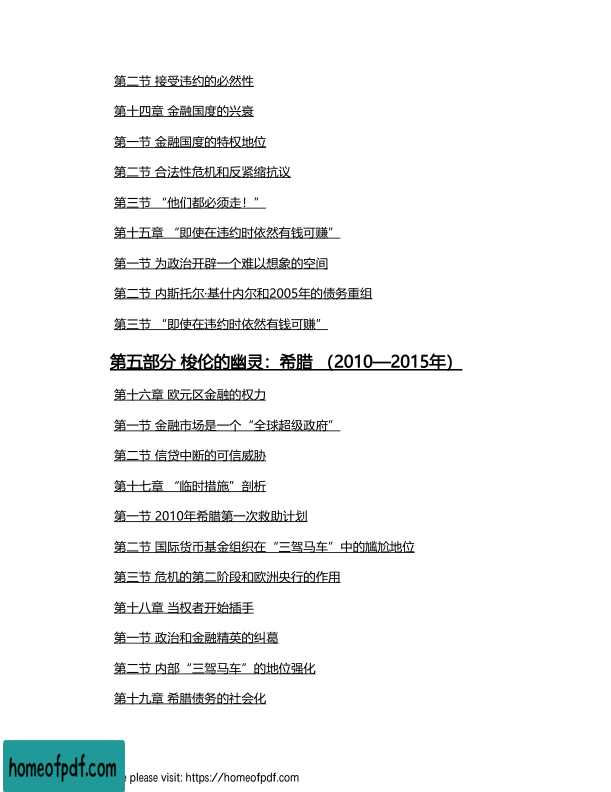 第二节 接受违约的必然性
第十四章 金融国度的兴衰
第一节 金融国度的特权地位
第二节 合法性危机和反紧缩抗议
第三节 “他们都必须走！”
第十五章 “即使在违约时依然有钱可赚”
第一节 为政治开辟一个难以想象的空间
第二节 内斯托尔·基什内尔和2005年的债务重组
第三节 “即使在违约时依然有钱可赚”
第五部分 梭伦的幽灵：希腊 （2010—2015年）
第十六章 欧元区金融的权力
第一节 金融市场是一个“全球超级政府”
第二节 信贷中断的可信威胁
第十七章 “临时措施”剖析
第一节 2010年希腊第一次救助计划
第二节 国际货币基金组织在“三驾马车”中的尴尬地位
第三节 危机的第二阶段和欧洲央行的作用
第十八章 当权者开始插手
第一节 政治和金融精英的纠葛
第二节 内部“三驾马车”的地位强化
第十九章 希腊债务的社会化
homeofpdf.com
please visit: https://homeofpdf.com